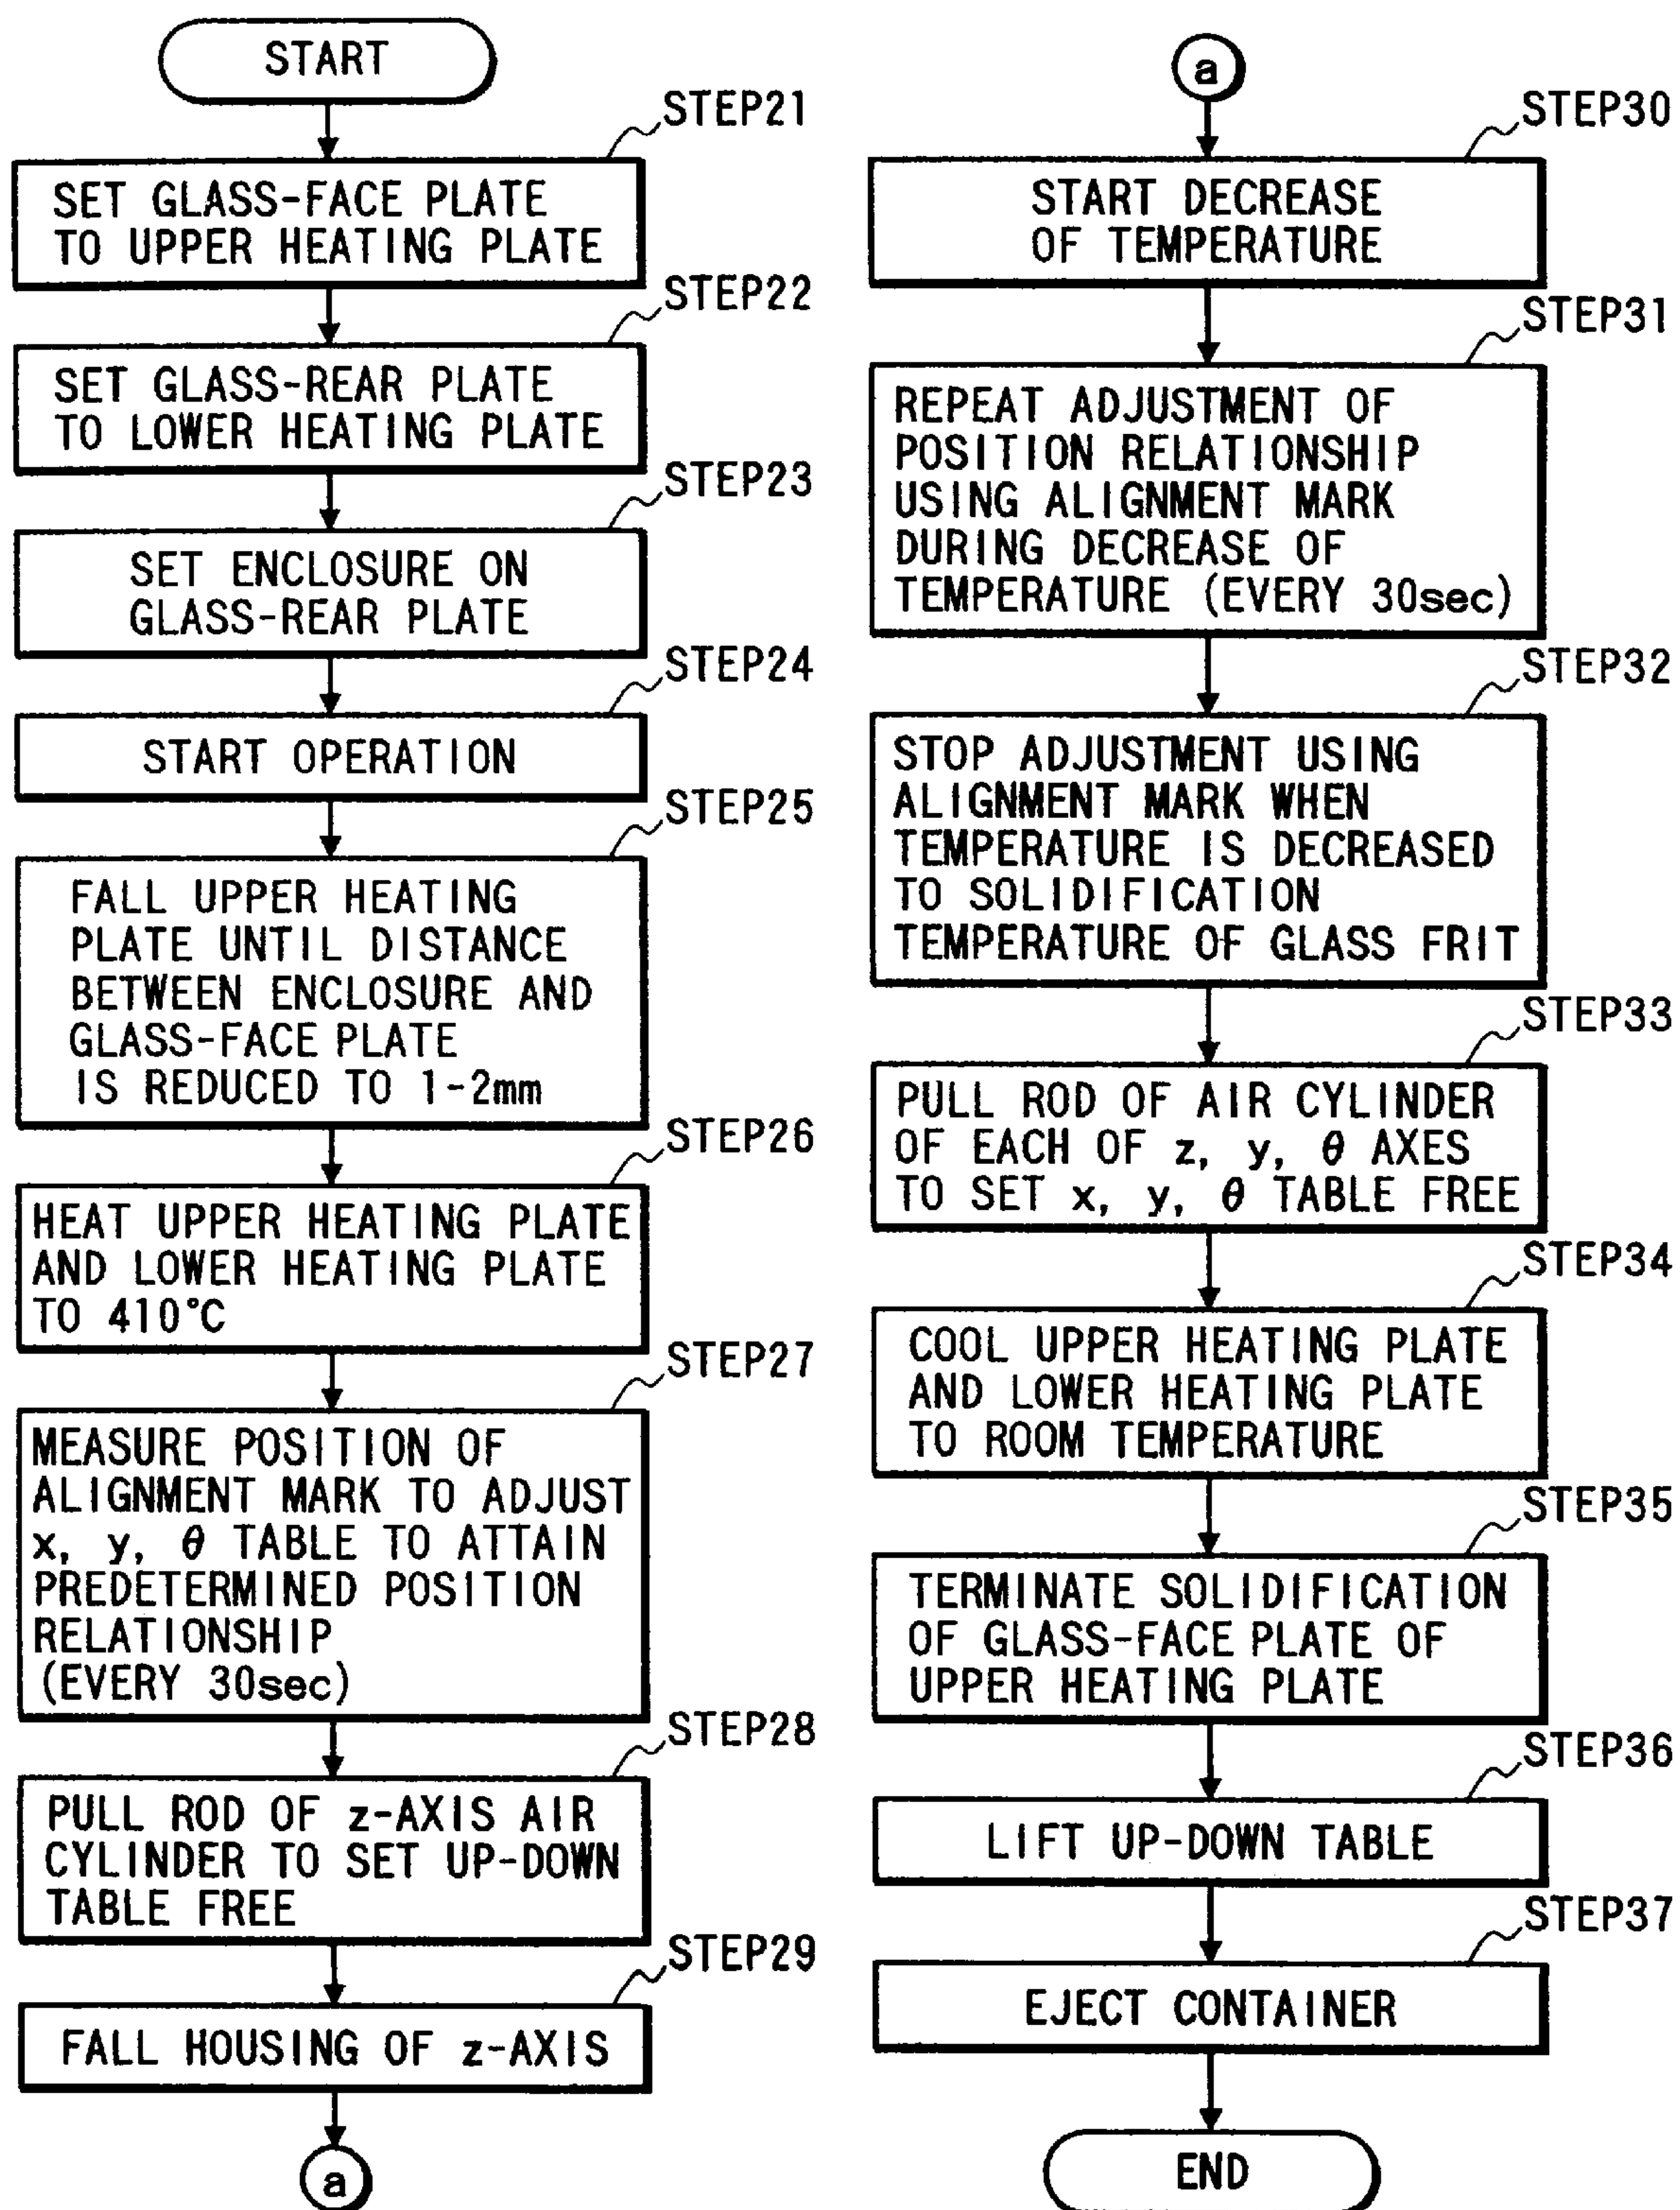 START
STEP21
SET GLASS-FACE PLATE
TO UPPER HEATING PLATE
STEP22
SET GLASS-REAR PLATE
TO LOWER HEATING PLATE
STEP23
SET ENCLOSURE ON
GLASS-REAR PLATE
STEP24
START OPERATION
STEP25
FALL UPPER HEATING
PLATE UNTIL DISTANCE
BETWEEN ENCLOSURE AND
GLASS-FACE PLATE
IS REDUCED TO 1-2mm
STEP26
HEAT UPPER HEATING PLATE
AND LOWER HEATING PLATE
TO 410°C
STEP27
MEASURE POSITION OF
ALIGNMENT MARK TO ADJUST
x, y, θ TABLE TO ATTAIN
PREDETERMINED POSITION
RELATIONSHIP
(EVERY 30sec)
STEP28
PULL ROD OF z-AXIS AIR
CYLINDER TO SET UP-DOWN
TABLE FREE
STEP29
FALL HOUSING OF z-AXIS
a
a
STEP30
START DECREASE
OF TEMPERATURE
STEP31
REPEAT ADJUSTMENT OF
POSITION RELATIONSHIP
USING ALIGNMENT MARK
DURING DECREASE OF
TEMPERATURE (EVERY 30sec)
STEP32
STOP ADJUSTMENT USING
ALIGNMENT MARK WHEN
TEMPERATURE IS DECREASED
TO SOLIDIFICATION
TEMPERATURE OF GLASS FRIT
STEP33
PULL ROD OF AIR CYLINDER
OF EACH OF z, y, θ AXES
TO SET x, y, θ TABLE FREE
STEP34
COOL UPPER HEATING PLATE
AND LOWER HEATING PLATE
TO ROOM TEMPERATURE
STEP35
TERMINATE SOLIDIFICATION
OF GLASS-FACE PLATE OF
UPPER HEATING PLATE
STEP36
LIFT UP-DOWN TABLE
STEP37
EJECT CONTAINER
END